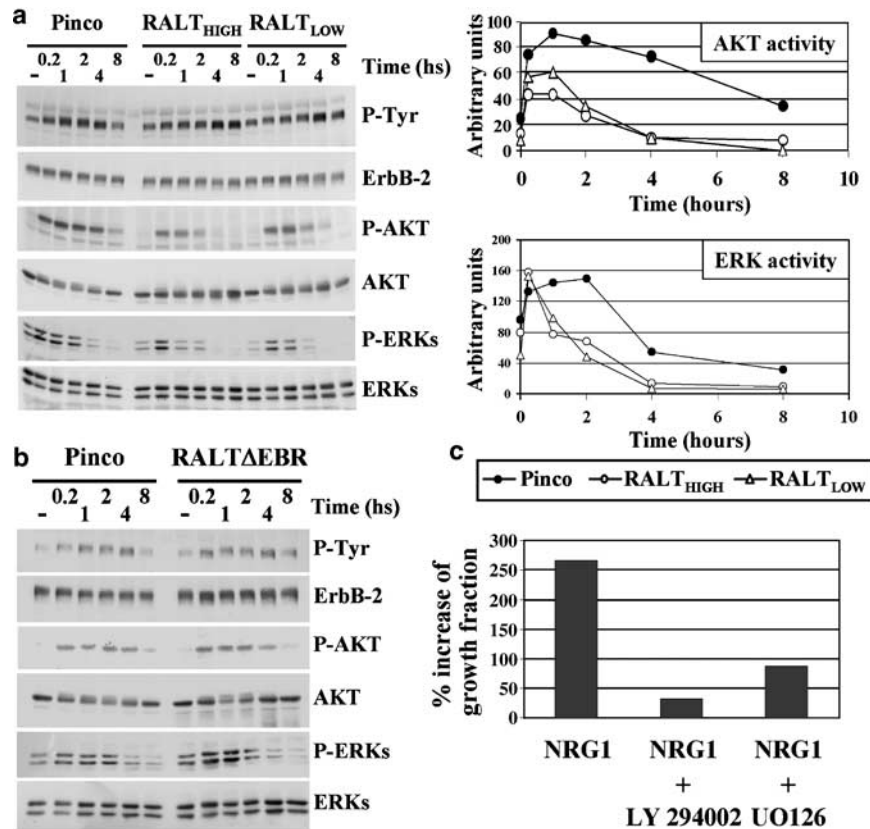 a
Pinco RALT_HIGH RALT_LOW
0.2 2 8 0.2 2 8 0.2 2 8
– 1 4 – 1 4 – 1 4 Time (hs)
P-Tyr
ErbB-2
P-AKT
AKT
P-ERKs
ERKs
AKT activity
Arbitrary units
100
80
60
40
20
0
0 2 4 6 8 10
Time (hours)
ERK activity
Arbitrary units
200
160
120
80
40
0
0 2 4 6 8 10
Time (hours)
b
Pinco RALTΔEBR
0.2 2 8 0.2 2 8
– 1 4 – 1 4 Time (hs)
P-Tyr
ErbB-2
P-AKT
AKT
P-ERKs
ERKs
c
Pinco RALT_HIGH RALT_LOW
% increase of
growth fraction
300
250
200
150
100
50
0
NRG1 NRG1 NRG1
+ +
LY 294002 UO126